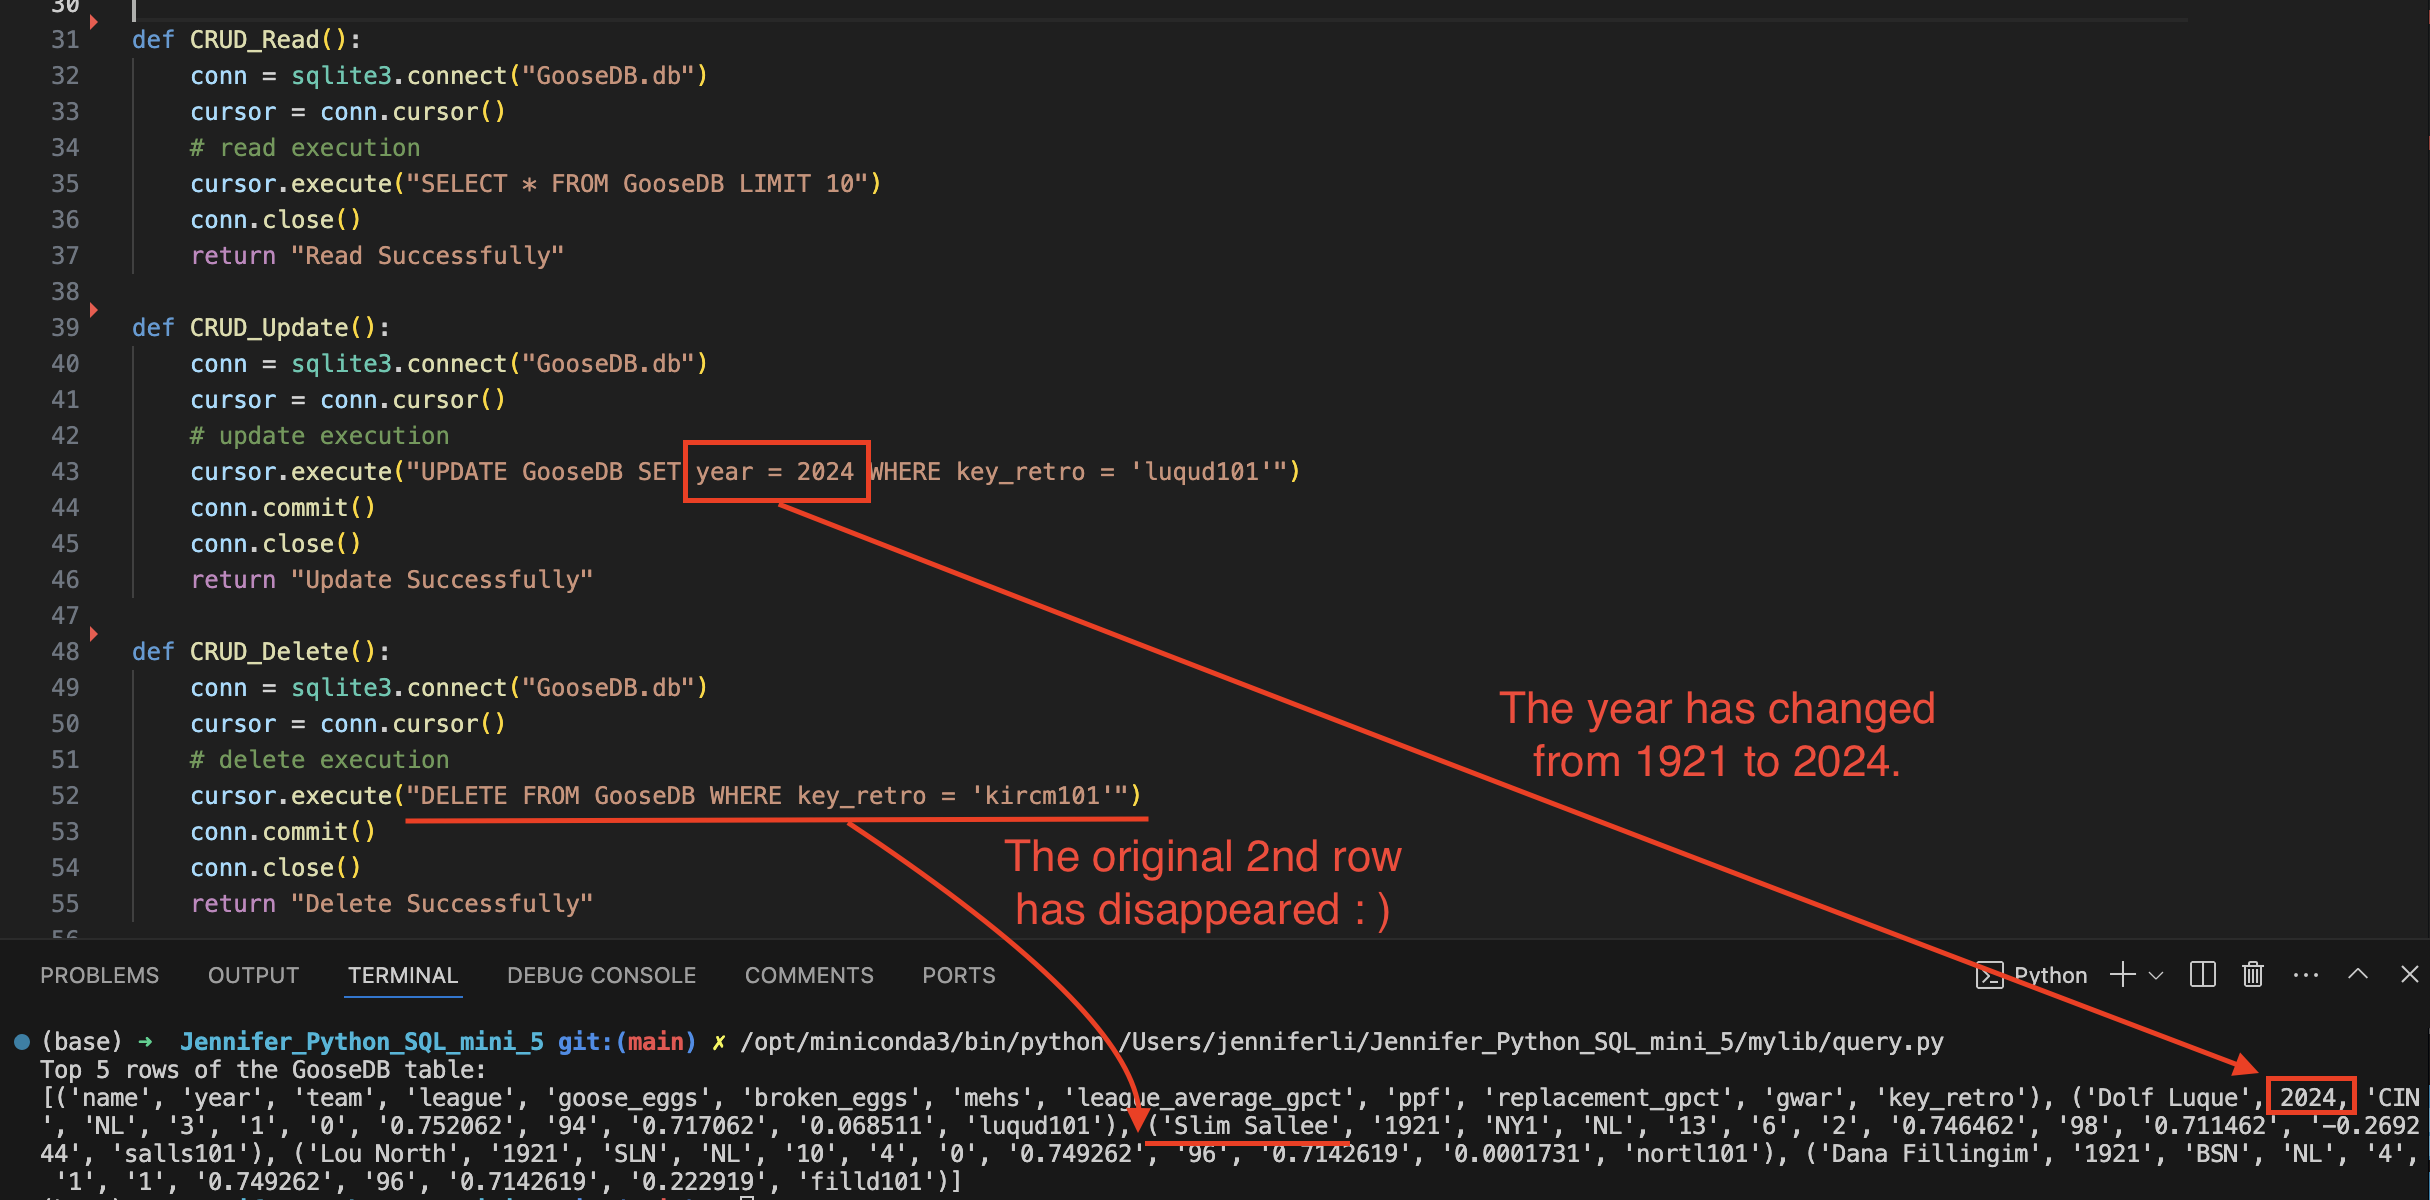 30
31 def CRUD_Read():
32 conn = sqlite3.connect("GooseDB.db")
33 cursor = conn.cursor()
34 # read execution
35 cursor.execute("SELECT * FROM GooseDB LIMIT 10")
36 conn.close()
37 return "Read Successfully"
38
39 def CRUD_Update():
40 conn = sqlite3.connect("GooseDB.db")
41 cursor = conn.cursor()
42 # update execution
43 cursor.execute("UPDATE GooseDB SET year = 2024 WHERE key_retro = 'luqud101'")
44 conn.commit()
45 conn.close()
46 return "Update Successfully"
47
48 def CRUD_Delete():
49 conn = sqlite3.connect("GooseDB.db")
50 cursor = conn.cursor()
51 # delete execution
52 cursor.execute("DELETE FROM GooseDB WHERE key_retro = 'kircm101'")
53 conn.commit()
54 conn.close()
55 return "Delete Successfully"
56
The year has changed
from 1921 to 2024.
The original 2nd row
has disappeared : )
PROBLEMS OUTPUT TERMINAL DEBUG CONSOLE COMMENTS PORTS Python
(base) ➜ Jennifer_Python_SQL_mini_5 git:(main) ✗ /opt/miniconda3/bin/python /Users/jenniferli/Jennifer_Python_SQL_mini_5/mylib/query.py
Top 5 rows of the GooseDB table:
[('name', 'year', 'team', 'league', 'goose_eggs', 'broken_eggs', 'mehs', 'league_average_gpct', 'ppf', 'replacement_gpct', 'gwar', 'key_retro'), ('Dolf Luque', 2024, 'CIN
', 'NL', '3', '1', '0', '0.752062', '94', '0.717062', '0.068511', 'luqud101'), ('Slim Sallee', '1921', 'NY1', 'NL', '13', '6', '2', '0.746462', '98', '0.711462', '-0.2692
44', 'salls101'), ('Lou North', '1921', 'SLN', 'NL', '10', '4', '0', '0.749262', '96', '0.7142619', '0.0001731', 'nortl101'), ('Dana Fillingim', '1921', 'BSN', 'NL', '4',
'1', '1', '0.749262', '96', '0.7142619', '0.222919', 'filld101')]